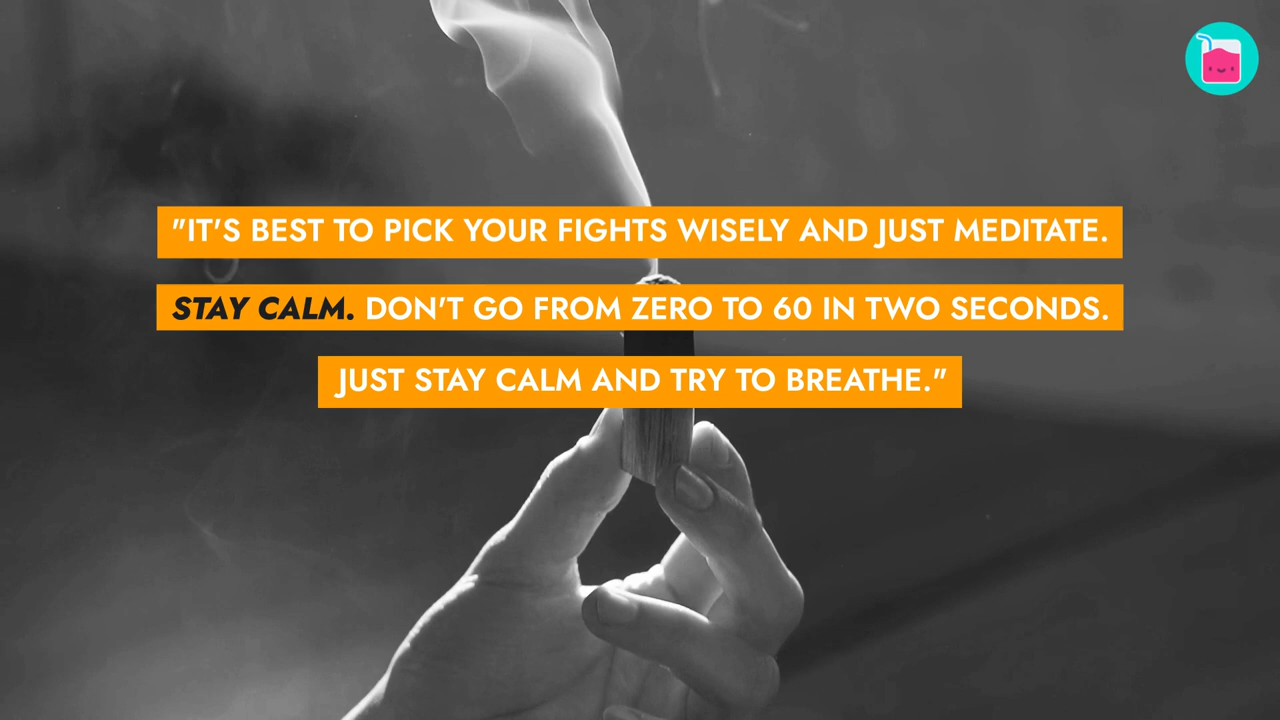 "IT'S BEST TO PICK YOUR FIGHTS WISELY AND JUST MEDITATE.
STAY CALM. DON'T GO FROM ZERO TO 60 IN TWO SECONDS.
JUST STAY CALM AND TRY TO BREATHE."